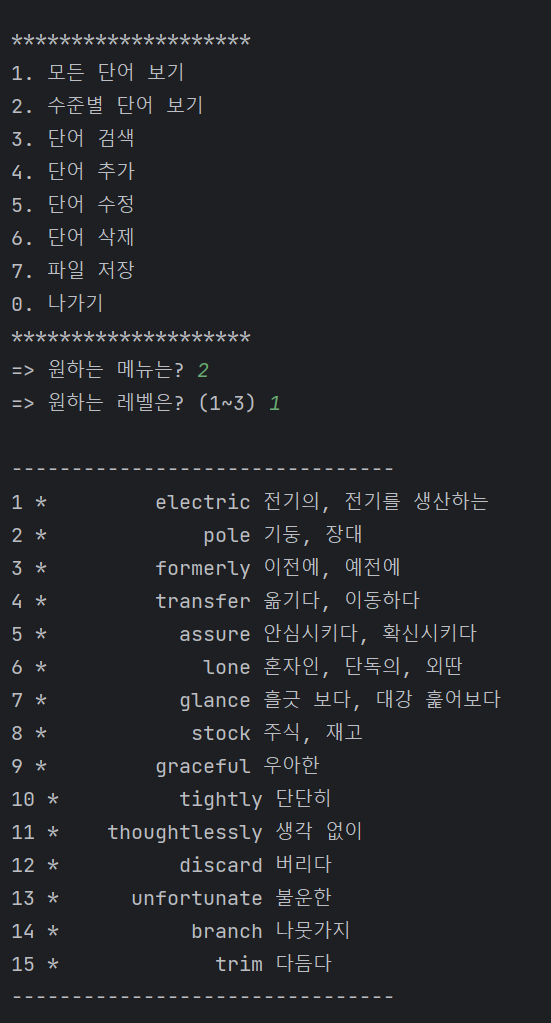 ********************
1. 모든 단어 보기
2. 수준별 단어 보기
3. 단어 검색
4. 단어 추가
5. 단어 수정
6. 단어 삭제
7. 파일 저장
0. 나가기
********************
=> 원하는 메뉴는? 2
=> 원하는 레벨은? (1~3) 1
--------------------------------
1 *         electric 전기의, 전기를 생산하는
2 *             pole 기둥, 장대
3 *         formerly 이전에, 예전에
4 *         transfer 옮기다, 이동하다
5 *           assure 안심시키다, 확신시키다
6 *             lone 혼자인, 단독의, 외딴
7 *           glance 흘긋 보다, 대강 훑어보다
8 *            stock 주식, 재고
9 *         graceful 우아한
10 *          tightly 단단히
11 *    thoughtlessly 생각 없이
12 *          discard 버리다
13 *      unfortunate 불운한
14 *           branch 나뭇가지
15 *             trim 다듬다
--------------------------------